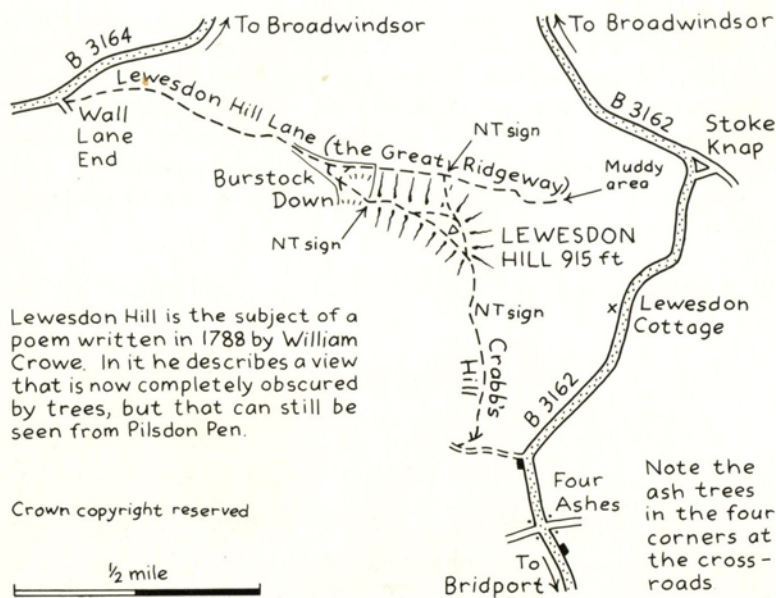 To Broadwindsor
To Broadwindsor
B 3164
Lewesdon Hill Lane (the Great Ridgeway)
B 3162
Wall
Lane
End
NT sign
Stoke
Knap
Muddy
area
Burstock
Down
NT sign
LEWESDON
HILL 915 ft
NT sign
Lewesdon
Cottage
Crabb's
Hill
B 3162
Lewesdon Hill is the subject of a
poem written in 1788 by William
Crowe. In it he describes a view
that is now completely obscured
by trees, but that can still be
seen from Pilsdon Pen.
Four
Ashes
Note the
ash trees
in the four
corners at
the cross-
roads
Crown copyright reserved
½ mile
To
Bridport